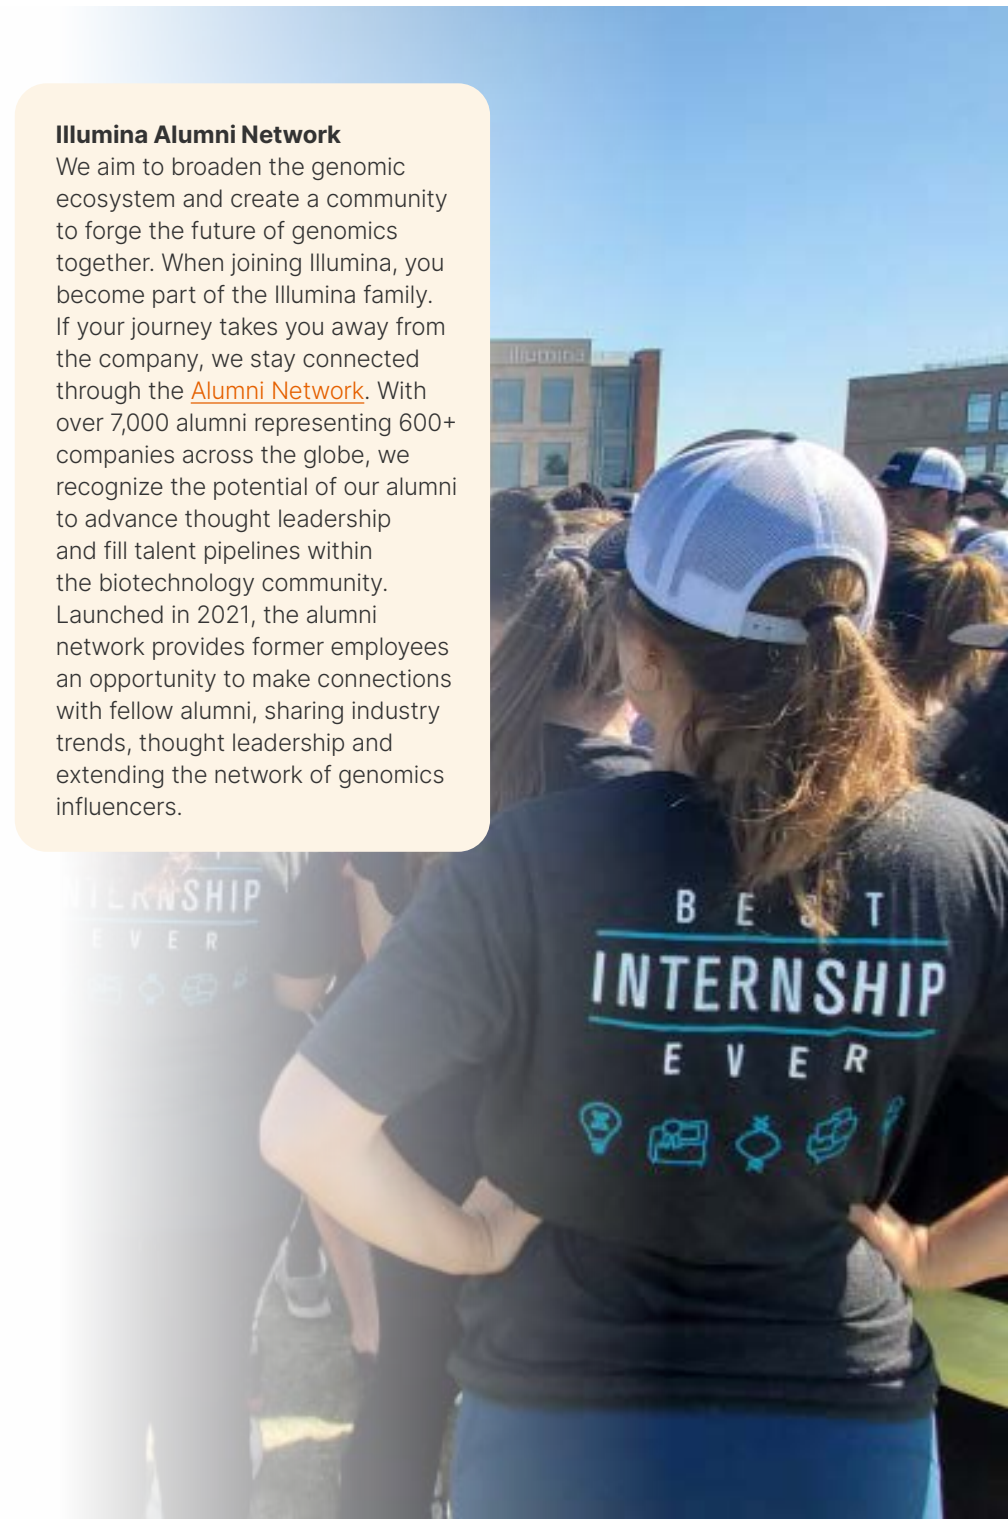 Illumina Alumni Network
We aim to broaden the genomic
ecosystem and create a community
to forge the future of genomics
together. When joining Illumina, you
become part of the Illumina family.
If your journey takes you away from
the company, we stay connected
through the Alumni Network. With
over 7,000 alumni representing 600+
companies across the globe, we
recognize the potential of our alumni
to advance thought leadership
and fill talent pipelines within
the biotechnology community.
Launched in 2021, the alumni
network provides former employees
an opportunity to make connections
with fellow alumni, sharing industry
trends, thought leadership and
extending the network of genomics
influencers.
illumina
INTERNSHIP
EVER
BEST
INTERNSHIP
EVER